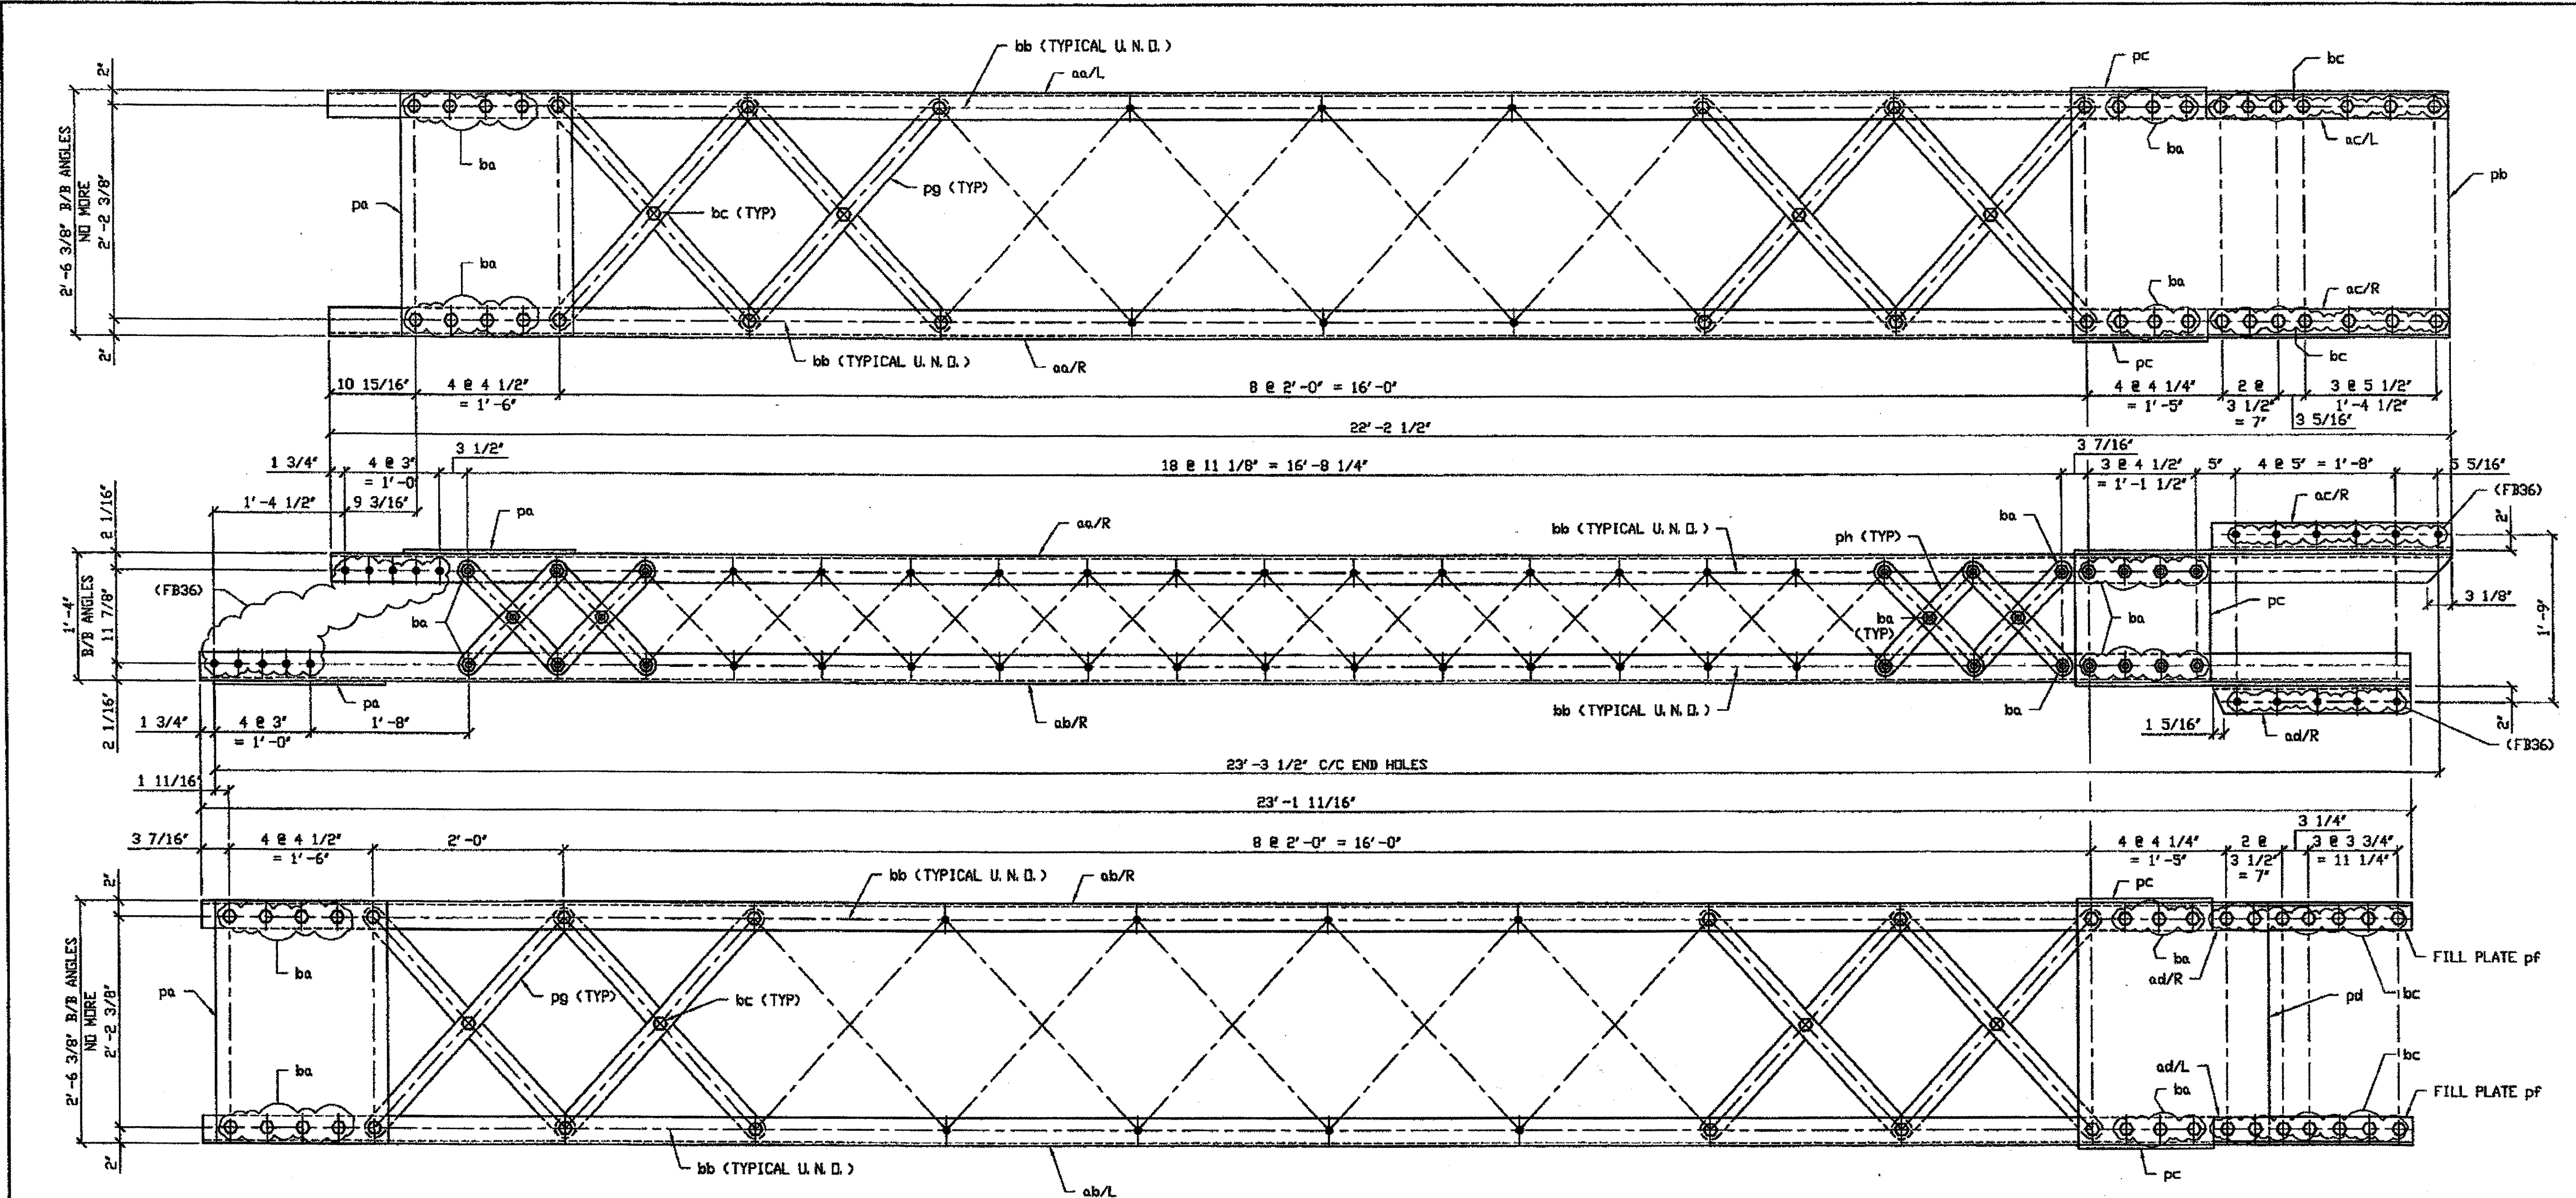 bb (TYPICAL U.N.O.)
aa/L
pc
bc
2"
2'-6 3/8" B/B ANGLES
NO MORE
2'-2 3/8"
2"
pa
ba
ba
pg (TYP)
bc (TYP)
ba
ac/L
pb
ba
ac/R
bb (TYPICAL U.N.O.)
aa/R
pc
bc
10 15/16"
4 @ 4 1/2"
= 1'-6"
8 @ 2'-0" = 16'-0"
4 @ 4 1/4"
= 1'-5"
2 @
3 1/2"
= 7"
3 @ 5 1/2"
1'-4 1/2"
3 5/16"
22'-2 1/2"
1 3/4"
4 @ 3"
= 1'-0"
3 1/2"
18 @ 11 1/8" = 16'-8 1/4"
3 7/16"
3 @ 4 1/2"
= 1'-1 1/2"
5"
4 @ 5" = 1'-8"
5 5/16"
1'-4 1/2"
9 3/16"
2 1/16"
1'-4"
B/B ANGLES
11 7/8"
2 1/16"
pa
aa/R
bb (TYPICAL U.N.O.)
ph (TYP)
ba
ac/R
(FB36)
2"
(FB36)
ba
ba
(TYP)
ba
pc
3 1/8"
1'-9"
pa
ab/R
bb (TYPICAL U.N.O.)
ba
1 5/16"
ad/R
2"
(FB36)
1 3/4"
4 @ 3"
= 1'-0"
1'-8"
23'-3 1/2" C/C END HOLES
1 11/16"
23'-1 11/16"
3 7/16"
4 @ 4 1/2"
= 1'-6"
2'-0"
8 @ 2'-0" = 16'-0"
4 @ 4 1/4"
= 1'-5"
2 @
3 1/2"
= 7"
3 1/4"
3 @ 3 3/4"
= 11 1/4"
bb (TYPICAL U.N.O.)
ab/R
pc
2"
2'-6 3/8" B/B ANGLES
NO MORE
2'-2 3/8"
2"
pa
ba
ba
pg (TYP)
bc (TYP)
ba
ad/R
FILL PLATE pf
bc
pd
ad/L
ba
bc
FILL PLATE pf
bb (TYPICAL U.N.O.)
ab/L
pc